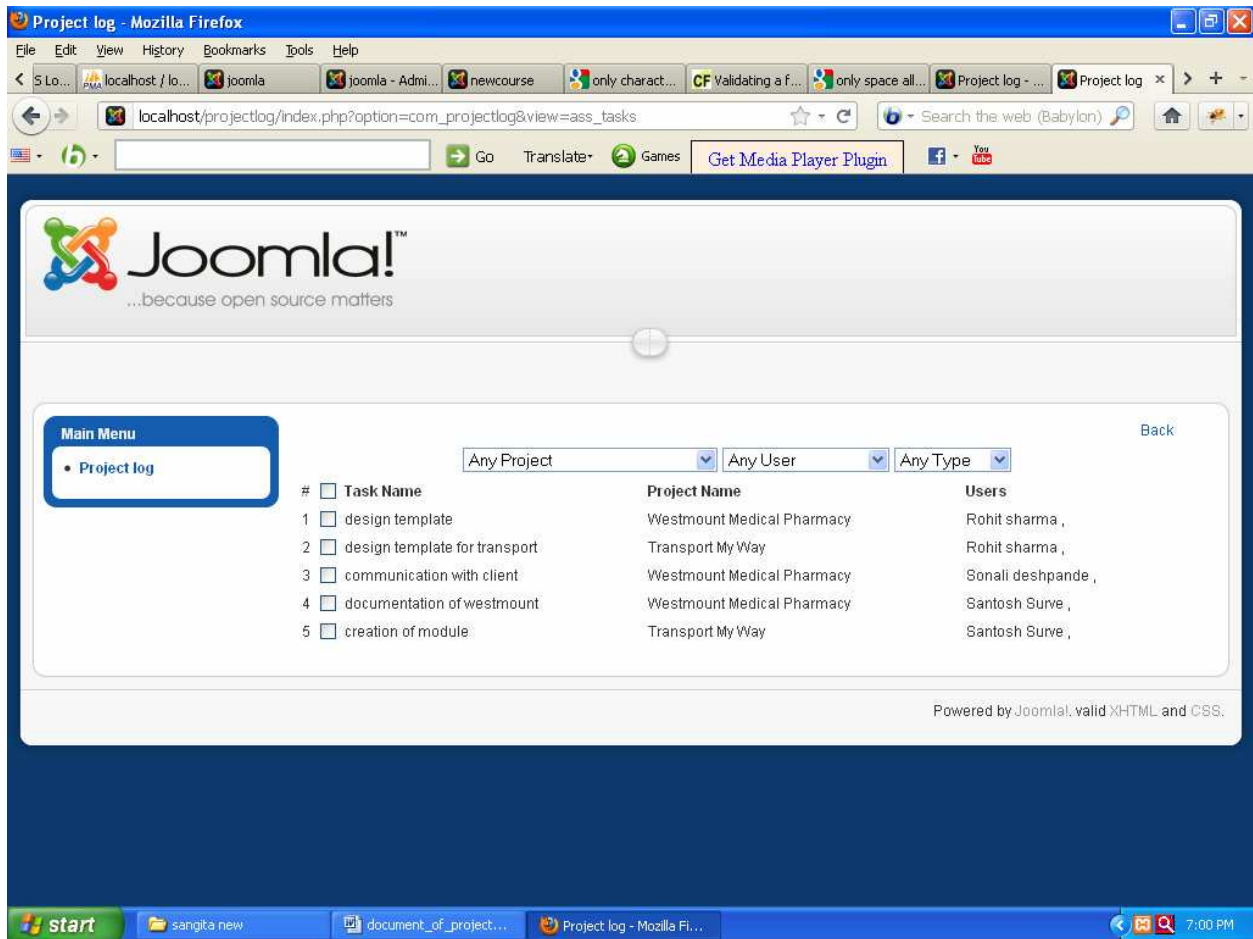 Project log - Mozilla Firefox
File Edit View History Bookmarks Tools Help
S Lo... localhost / lo... joomla joomla - Admi... newcourse only charact... CF Validating a f... only space all... Project log - ... Project log
localhost/projectlog/index.php?option=com_projectlog&view=ass_tasks Search the web (Babylon)
Go Translate Games Get Media Player Plugin You Tube
Joomla!™
...because open source matters
Back
Main Menu
Project log
Any Project Any User Any Type
# Task Name Project Name Users
1 design template Westmount Medical Pharmacy Rohit sharma ,
2 design template for transport Transport My Way Rohit sharma ,
3 communication with client Westmount Medical Pharmacy Sonali deshpande ,
4 documentation of westmount Westmount Medical Pharmacy Santosh Surve ,
5 creation of module Transport My Way Santosh Surve ,
Powered by Joomla!. valid XHTML and CSS.
start sangita new document_of_project... Project log - Mozilla Fi... 7:00 PM